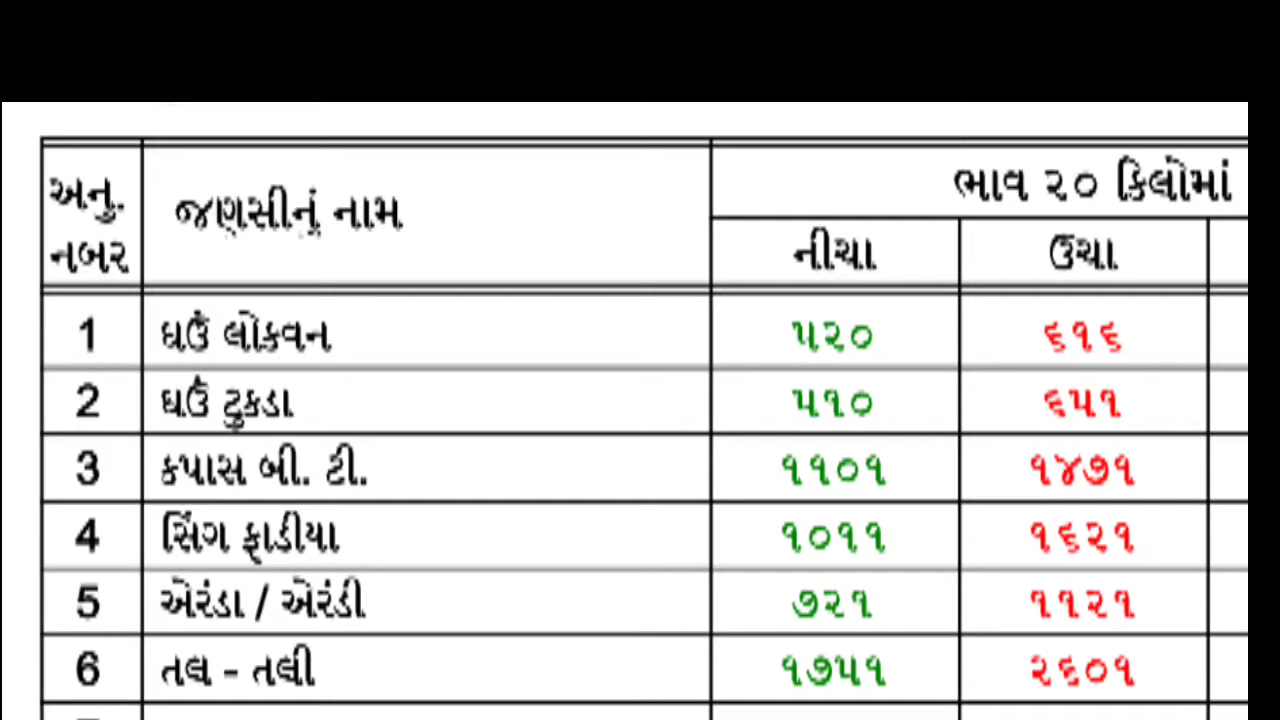 અનુ. નબર જણસીનું નામ ભાવ ૨૦ કિલોમાં
નીચા ઉચા
1 ઘઉં લોકવન ૫૨૦ ૬૧૬
2 ઘઉં ટુકડા ૫૧૦ ૬૫૧
3 કપાસ બી. ટી. ૧૧૦૧ ૧૪૭૧
4 સિંગ ફાડીયા ૧૦૧૧ ૧૬૨૧
5 એરંડા / એરંડી ૭૨૧ ૧૧૨૧
6 તલ - તલી ૧૭૫૧ ૨૬૦૧